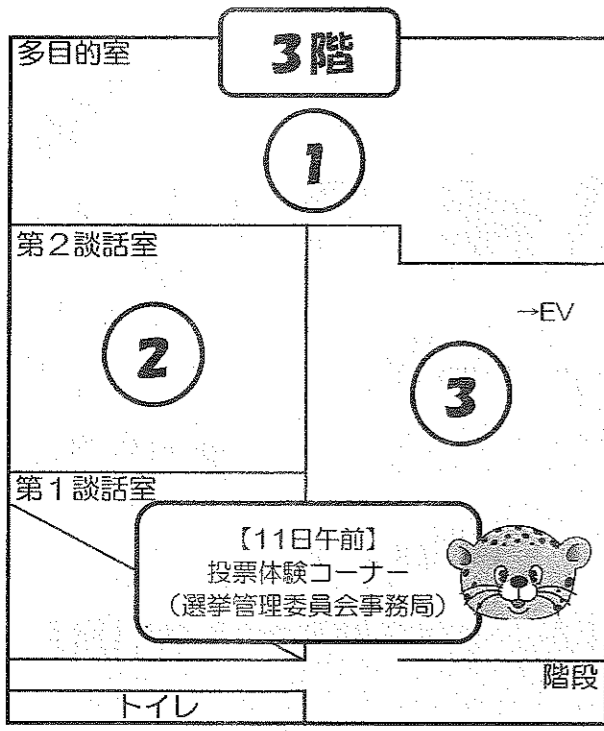 3階
多目的室
1
第2談話室
2
→EV
3
第1談話室
【11日午前】
投票体験コーナー
(選挙管理委員会事務局)
階段
トイレ